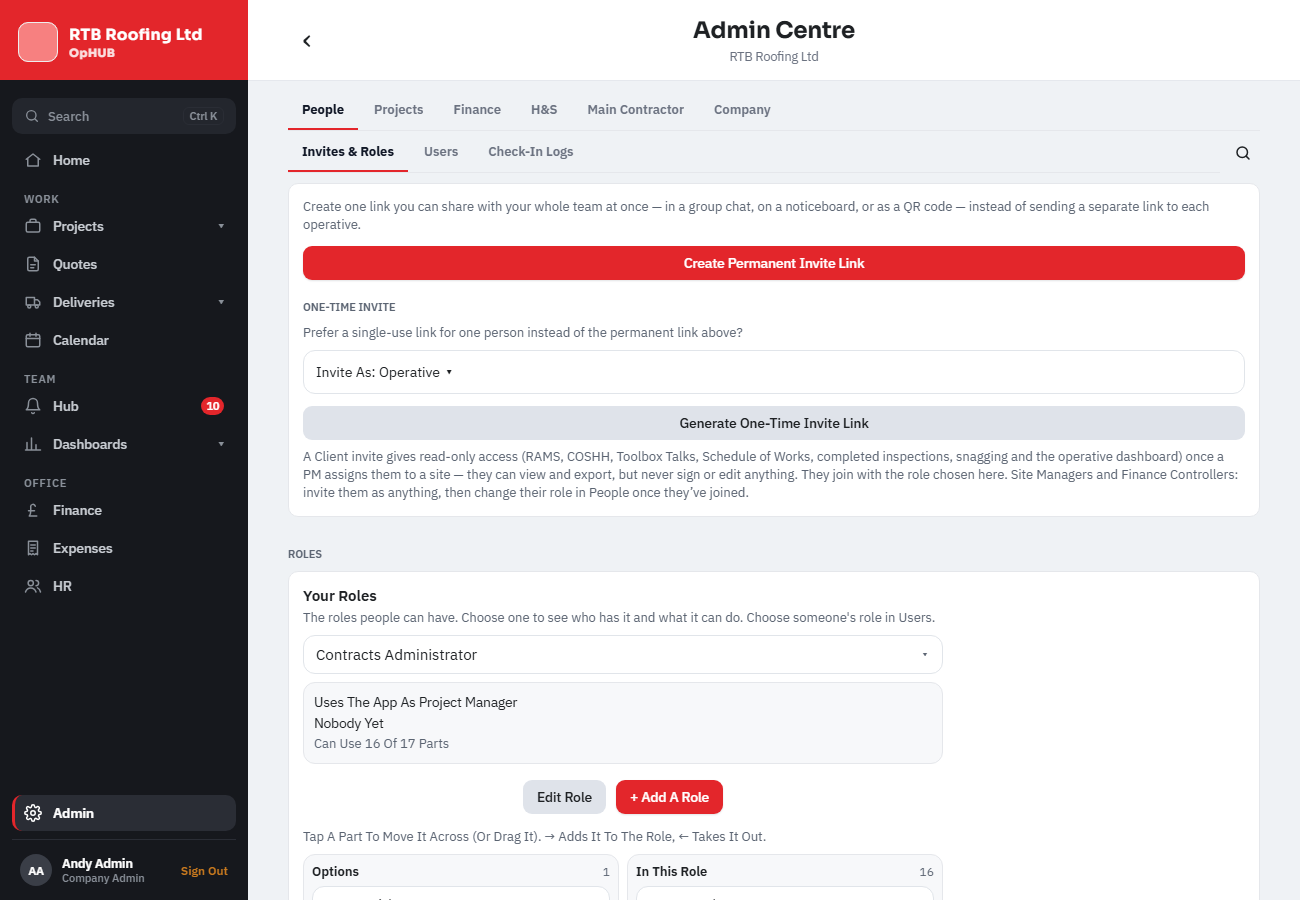 RTB Roofing Ltd
OpHUB
Search
Ctrl K
Home
WORK
Projects
Quotes
Deliveries
Calendar
TEAM
Hub
10
Dashboards
OFFICE
Finance
Expenses
HR
Admin
AA
Andy Admin
Company Admin
Sign Out
Admin Centre
RTB Roofing Ltd
People
Projects
Finance
H&S
Main Contractor
Company
Invites & Roles
Users
Check-In Logs
Create one link you can share with your whole team at once — in a group chat, on a noticeboard, or as a QR code — instead of sending a separate link to each
operative.
Create Permanent Invite Link
ONE-TIME INVITE
Prefer a single-use link for one person instead of the permanent link above?
Invite As: Operative
Generate One-Time Invite Link
A Client invite gives read-only access (RAMS, COSHH, Toolbox Talks, Schedule of Works, completed inspections, snagging and the operative dashboard) once a
PM assigns them to a site — they can view and export, but never sign or edit anything. They join with the role chosen here. Site Managers and Finance Controllers:
invite them as anything, then change their role in People once they've joined.
ROLES
Your Roles
The roles people can have. Choose one to see who has it and what it can do. Choose someone's role in Users.
Contracts Administrator
Uses The App As Project Manager
Nobody Yet
Can Use 16 Of 17 Parts
Edit Role
+ Add A Role
Tap A Part To Move It Across (Or Drag It). → Adds It To The Role, ← Takes It Out.
Options
1
In This Role
16